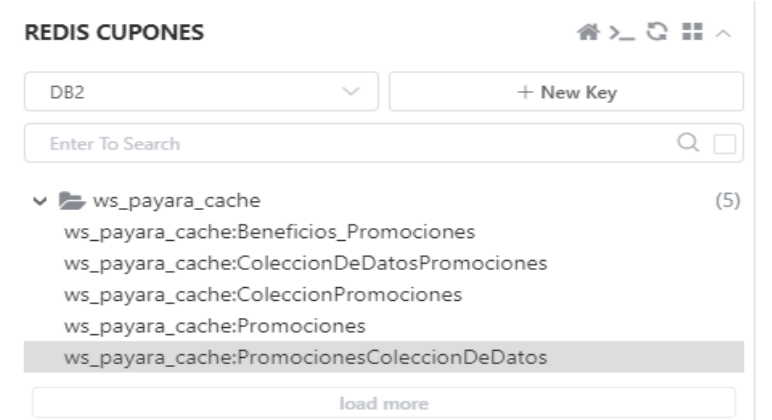 REDIS CUPONES
DB2
+ New Key
Enter To Search
ws_payara_cache (5)
ws_payara_cache:Beneficios_Promociones
ws_payara_cache:ColeccionDeDatosPromociones
ws_payara_cache:ColeccionPromociones
ws_payara_cache:Promociones
ws_payara_cache:PromocionesColeccionDeDatos
load more